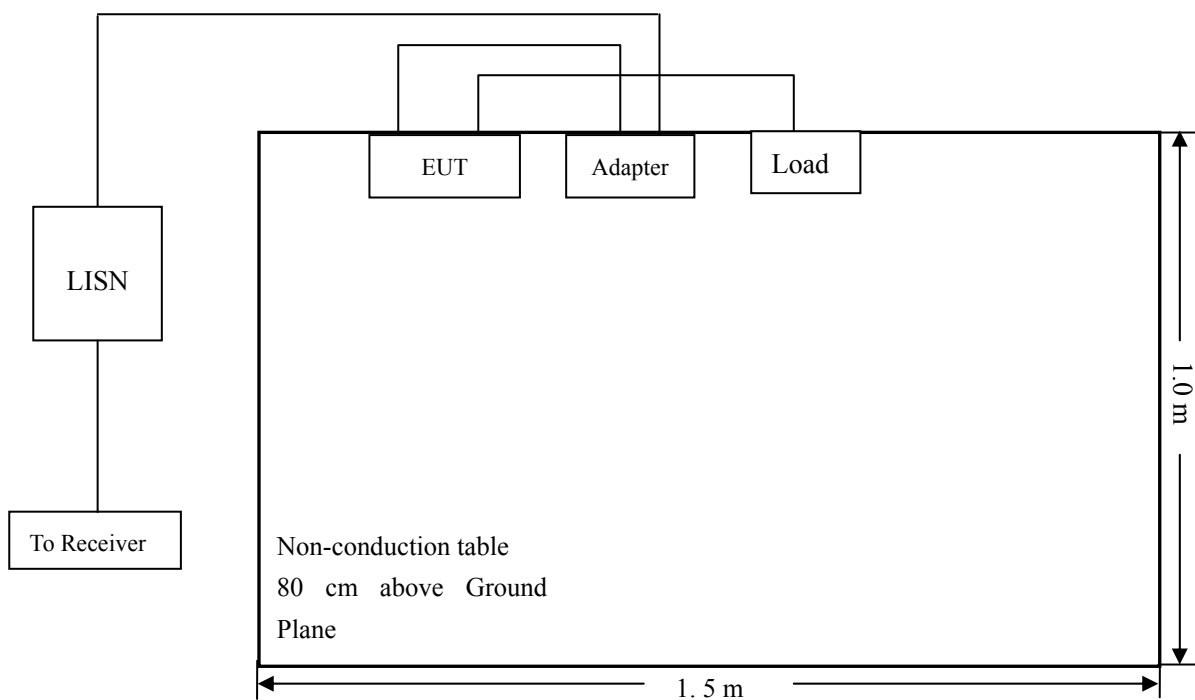 EUT
Adapter
Load
LISN
To Receiver
Non-conduction table
80 cm above Ground
Plane
1.0 m
1. 5 m